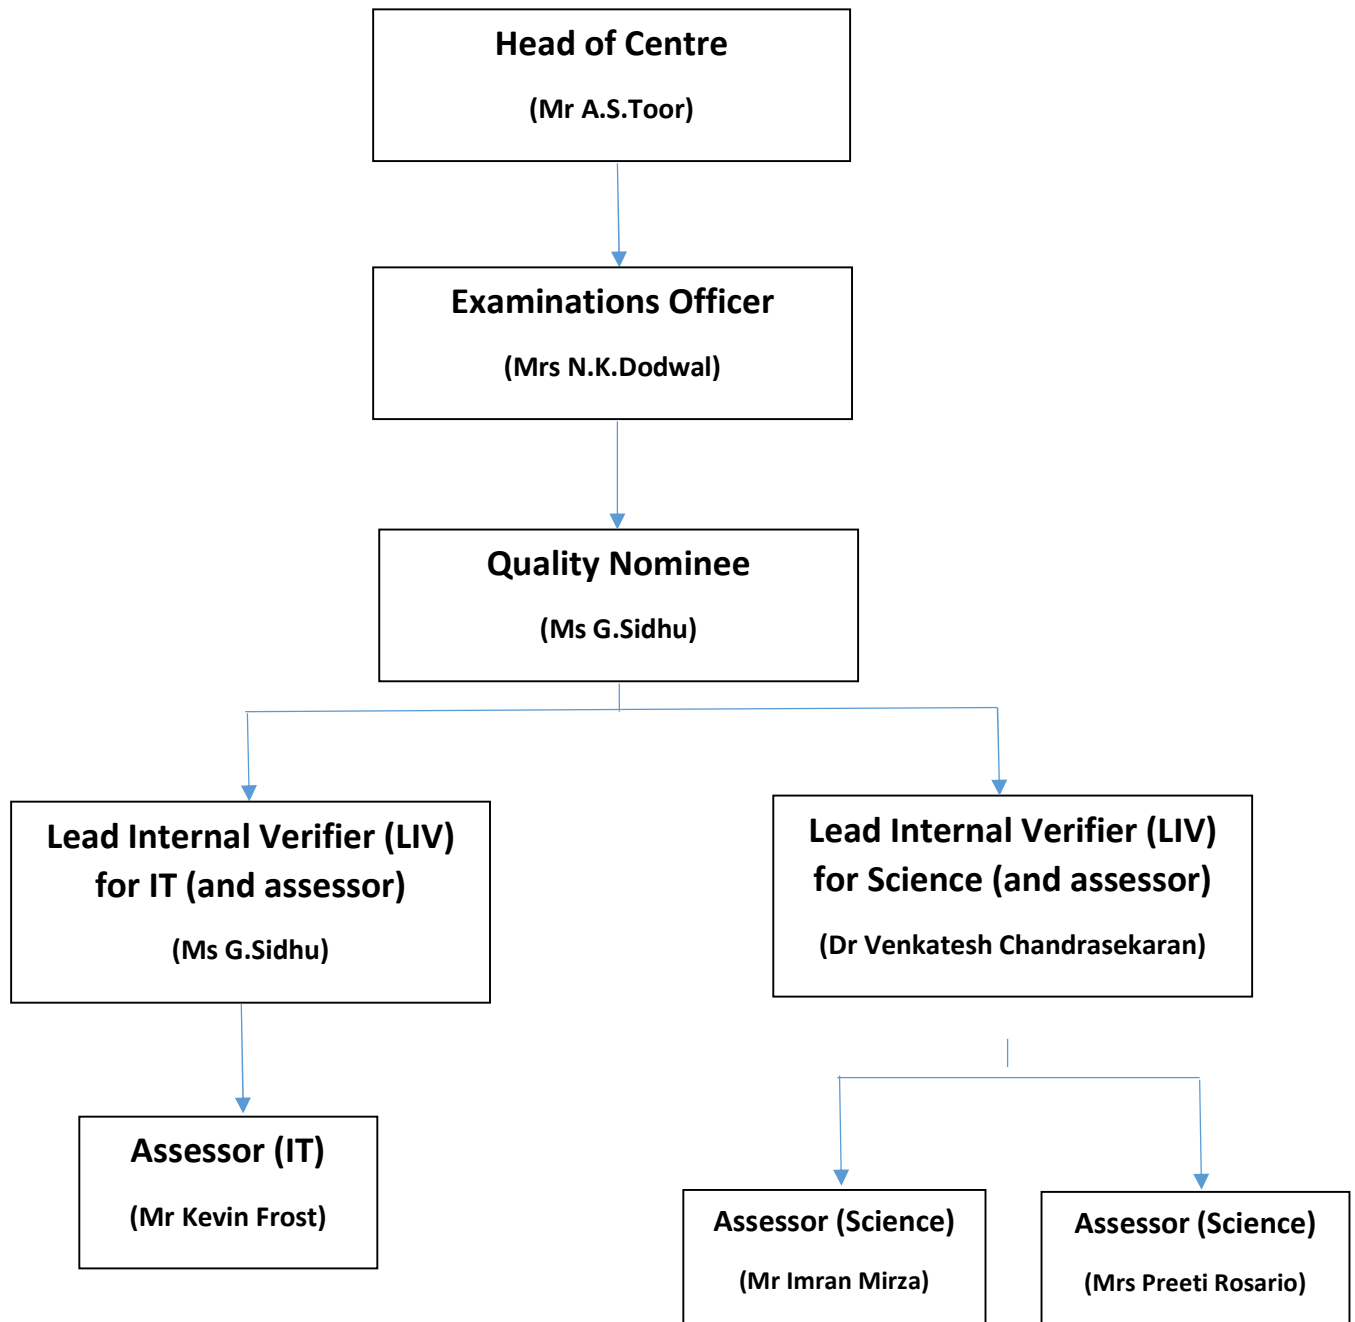 Head of Centre
(Mr A.S.Toor)
Examinations Officer
(Mrs N.K.Dodwal)
Quality Nominee
(Ms G.Sidhu)
Lead Internal Verifier (LIV)
for IT (and assessor)
(Ms G.Sidhu)
Lead Internal Verifier (LIV)
for Science (and assessor)
(Dr Venkatesh Chandrasekaran)
Assessor (IT)
(Mr Kevin Frost)
Assessor (Science)
(Mr Imran Mirza)
Assessor (Science)
(Mrs Preeti Rosario)